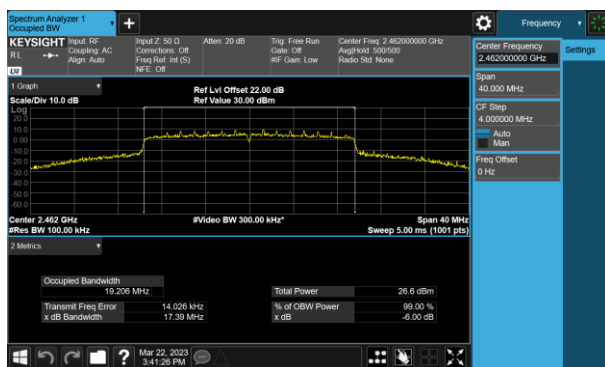 Spectrum Analyzer 1
Occupied BW
Frequency
KEYSIGHT Input: RF
RL
Coupling: AC
Align: Auto
Input Z: 50 Ω
Corrections: Off
Freq Ref: Int (S)
NFE: Off
Atten: 20 dB
Trig: Free Run
Gate: Off
#IF Gain: Low
Center Freq: 2.462000000 GHz
Avg|Hold: 500/500
Radio Std: None
LXI
Center Frequency
2.462000000 GHz
Settings
Span
40.000 MHz
CF Step
4.000000 MHz
Auto
Man
Freq Offset
0 Hz
1 Graph
Scale/Div 10.0 dB
Ref Lvl Offset 22.00 dB
Ref Value 30.00 dBm
Log
20.0
10.0
0.00
-10.0
-20.0
-30.0
-40.0
-50.0
-60.0
Center 2.462 GHz
#Res BW 100.00 kHz
#Video BW 300.00 kHz*
Span 40 MHz
Sweep 5.00 ms (1001 pts)
2 Metrics
Occupied Bandwidth
19.206 MHz
Total Power 26.6 dBm
Transmit Freq Error 14.026 kHz
% of OBW Power 99.00 %
x dB Bandwidth 17.39 MHz
x dB -6.00 dB
Mar 22, 2023
3:41:26 PM